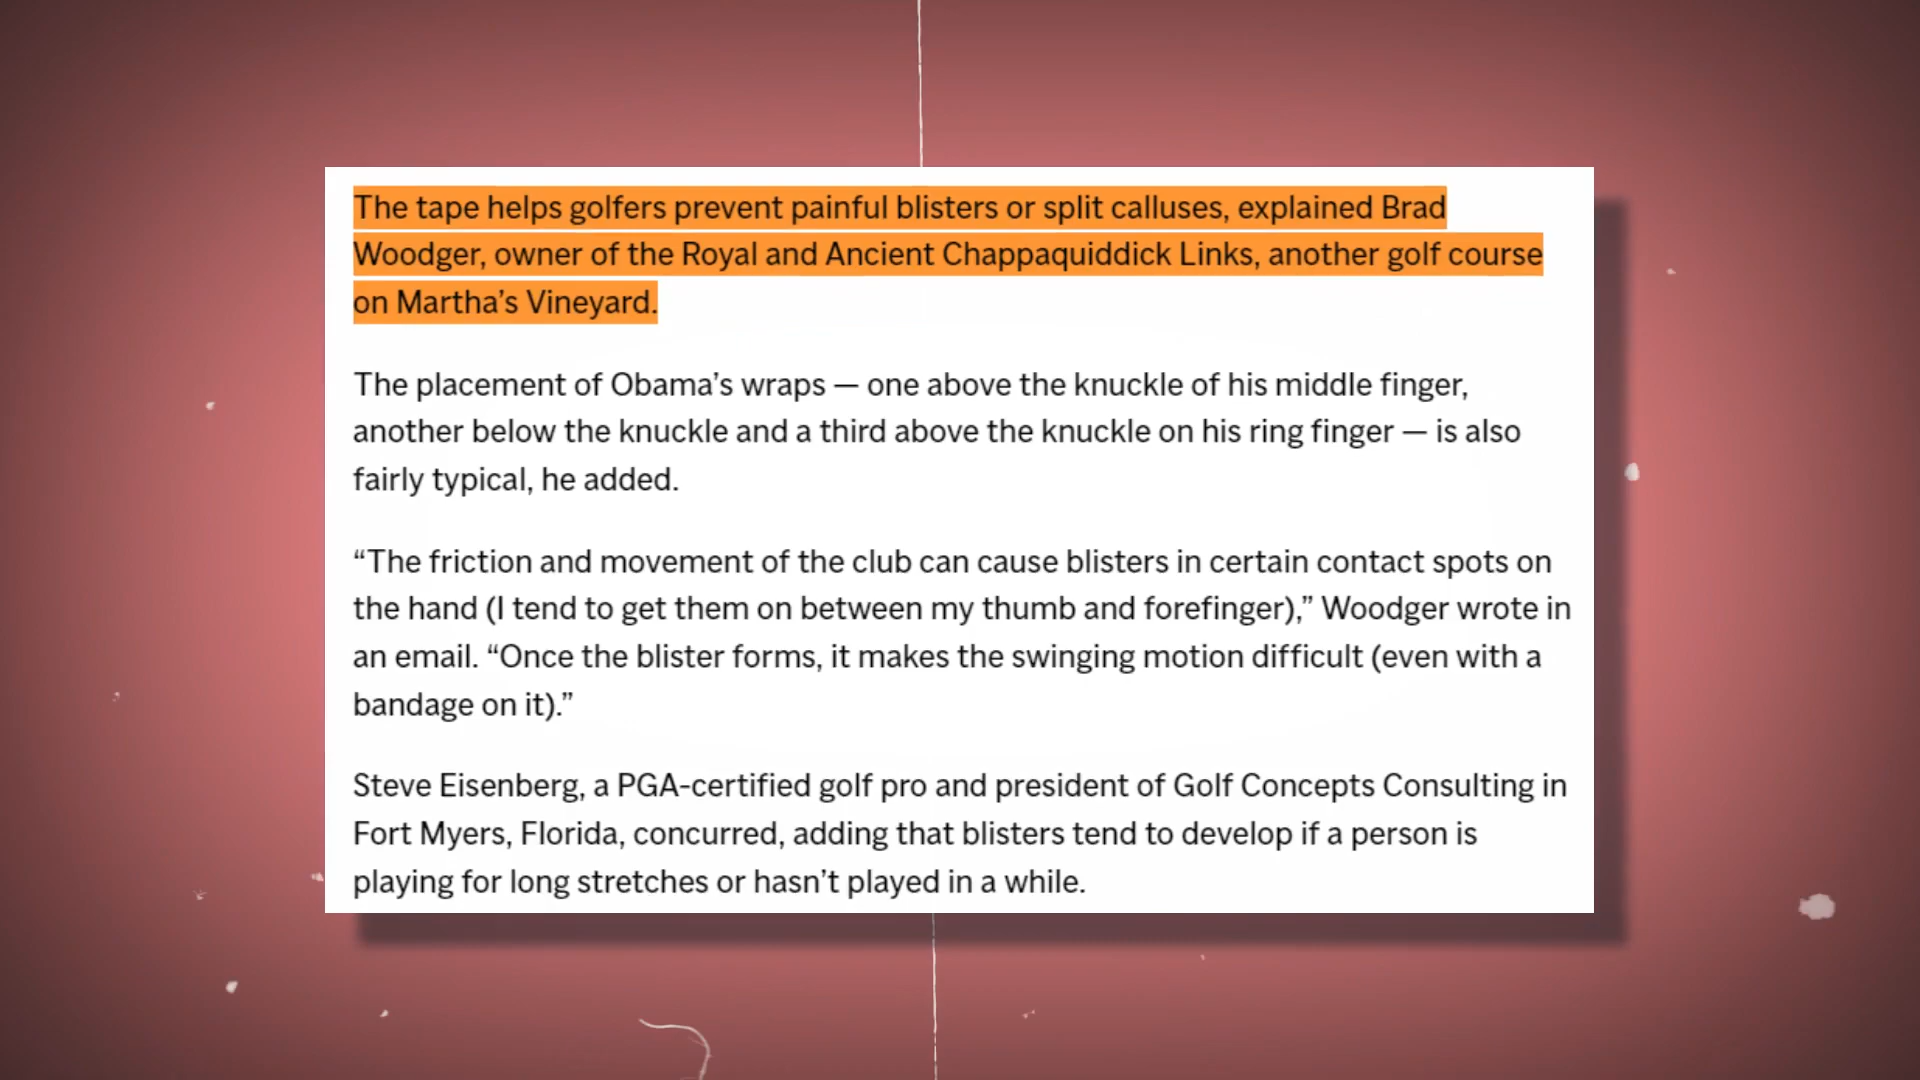 The tape helps golfers prevent painful blisters or split calluses, explained Brad
Woodger, owner of the Royal and Ancient Chappaquiddick Links, another golf course
on Martha’s Vineyard.
The placement of Obama’s wraps — one above the knuckle of his middle finger,
another below the knuckle and a third above the knuckle on his ring finger — is also
fairly typical, he added.
“The friction and movement of the club can cause blisters in certain contact spots on
the hand (I tend to get them on between my thumb and forefinger),” Woodger wrote in
an email. “Once the blister forms, it makes the swinging motion difficult (even with a
bandage on it).”
Steve Eisenberg, a PGA-certified golf pro and president of Golf Concepts Consulting in
Fort Myers, Florida, concurred, adding that blisters tend to develop if a person is
playing for long stretches or hasn’t played in a while.